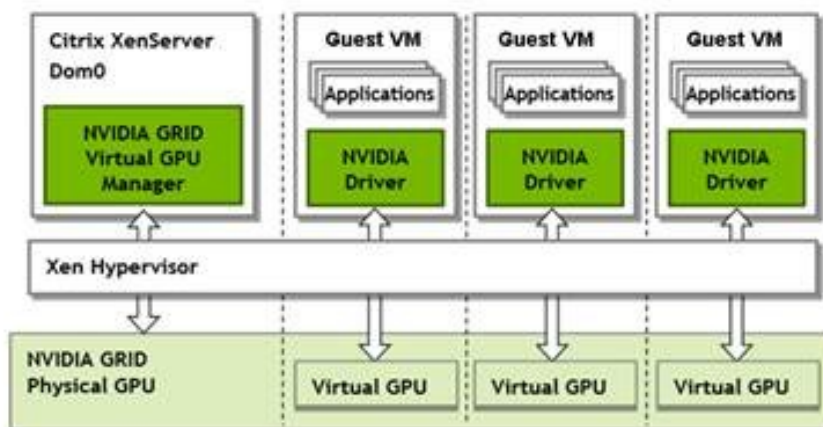 Citrix XenServer
Dom0
NVIDIA GRID
Virtual GPU
Manager
Guest VM
Applications
NVIDIA
Driver
Guest VM
Applications
NVIDIA
Driver
Guest VM
Applications
NVIDIA
Driver
Xen Hypervisor
NVIDIA GRID
Physical GPU
Virtual GPU
Virtual GPU
Virtual GPU